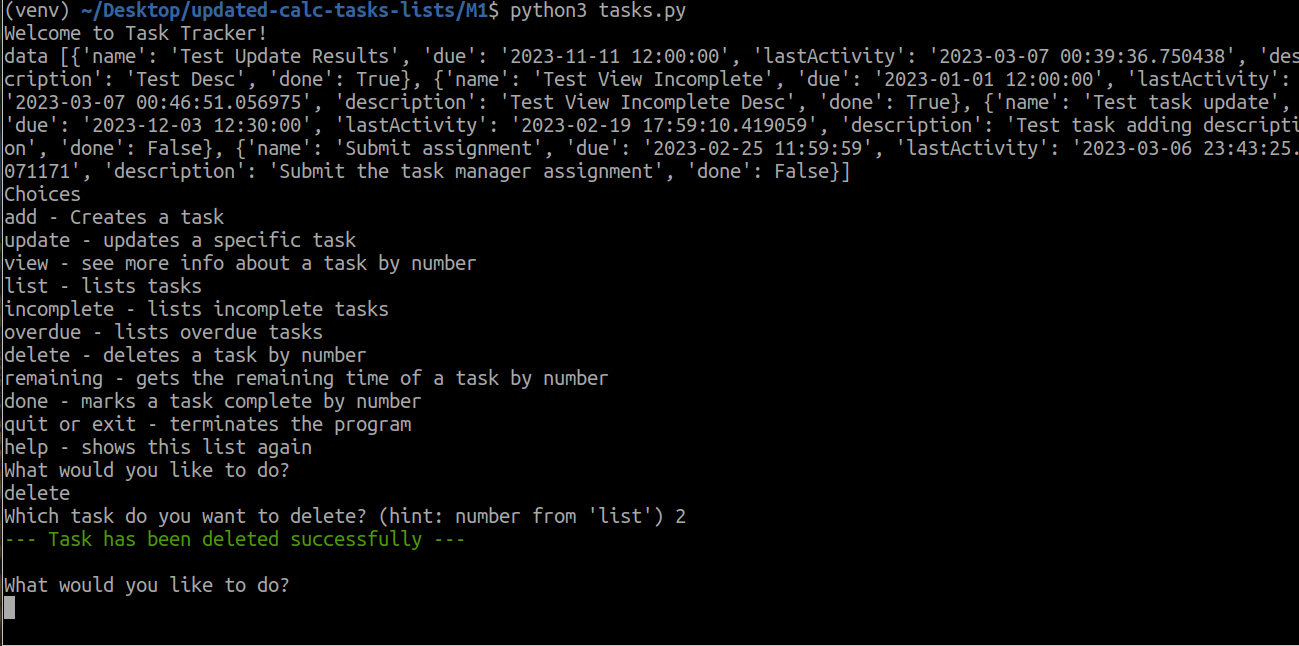 (venv) ~/Desktop/updated-calc-tasks-lists/M1$ python3 tasks.py
Welcome to Task Tracker!
data [{'name': 'Test Update Results', 'due': '2023-11-11 12:00:00', 'lastActivity': '2023-03-07 00:39:36.750438', 'des
cription': 'Test Desc', 'done': True}, {'name': 'Test View Incomplete', 'due': '2023-01-01 12:00:00', 'lastActivity':
'2023-03-07 00:46:51.056975', 'description': 'Test View Incomplete Desc', 'done': True}, {'name': 'Test task update',
'due': '2023-12-03 12:30:00', 'lastActivity': '2023-02-19 17:59:10.419059', 'description': 'Test task adding descripti
on', 'done': False}, {'name': 'Submit assignment', 'due': '2023-02-25 11:59:59', 'lastActivity': '2023-03-06 23:43:25.
071171', 'description': 'Submit the task manager assignment', 'done': False}]
Choices
add - Creates a task
update - updates a specific task
view - see more info about a task by number
list - lists tasks
incomplete - lists incomplete tasks
overdue - lists overdue tasks
delete - deletes a task by number
remaining - gets the remaining time of a task by number
done - marks a task complete by number
quit or exit - terminates the program
help - shows this list again
What would you like to do?
delete
Which task do you want to delete? (hint: number from 'list') 2
--- Task has been deleted successfully ---
What would you like to do?